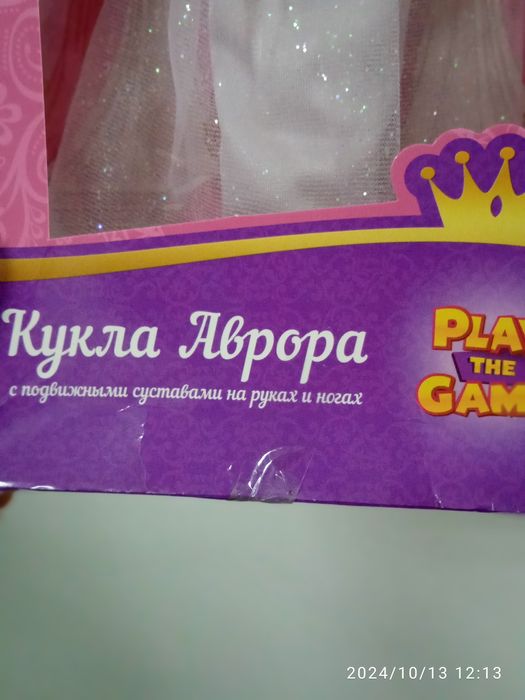 Кукла Аврора
с подвижными суставами на руках и ногах
PLAY
THE
GAM
2024/10/13 12:13